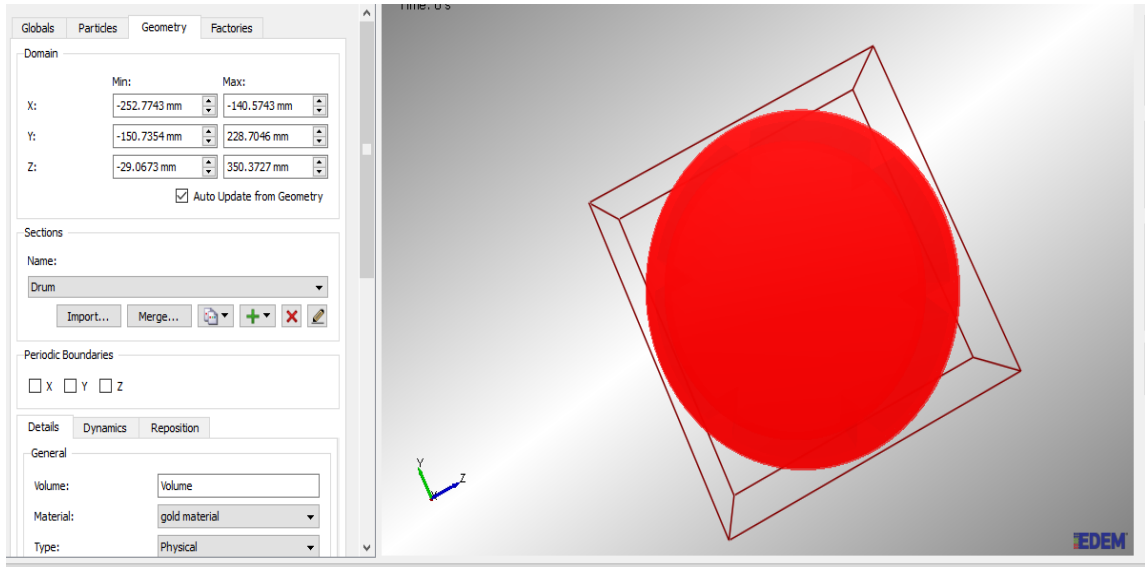 Globals Particles Geometry Factories
Time: 0 s
Domain
Min: Max:
X: -252.7743 mm -140.5743 mm
Y: -150.7354 mm 228.7046 mm
Z: -29.0673 mm 350.3727 mm
Auto Update from Geometry
Sections
Name:
Drum
Import... Merge...
Periodic Boundaries
X Y Z
Details Dynamics Reposition
General
Volume: Volume
Material: gold material
Type: Physical
Y
Z
EDEM